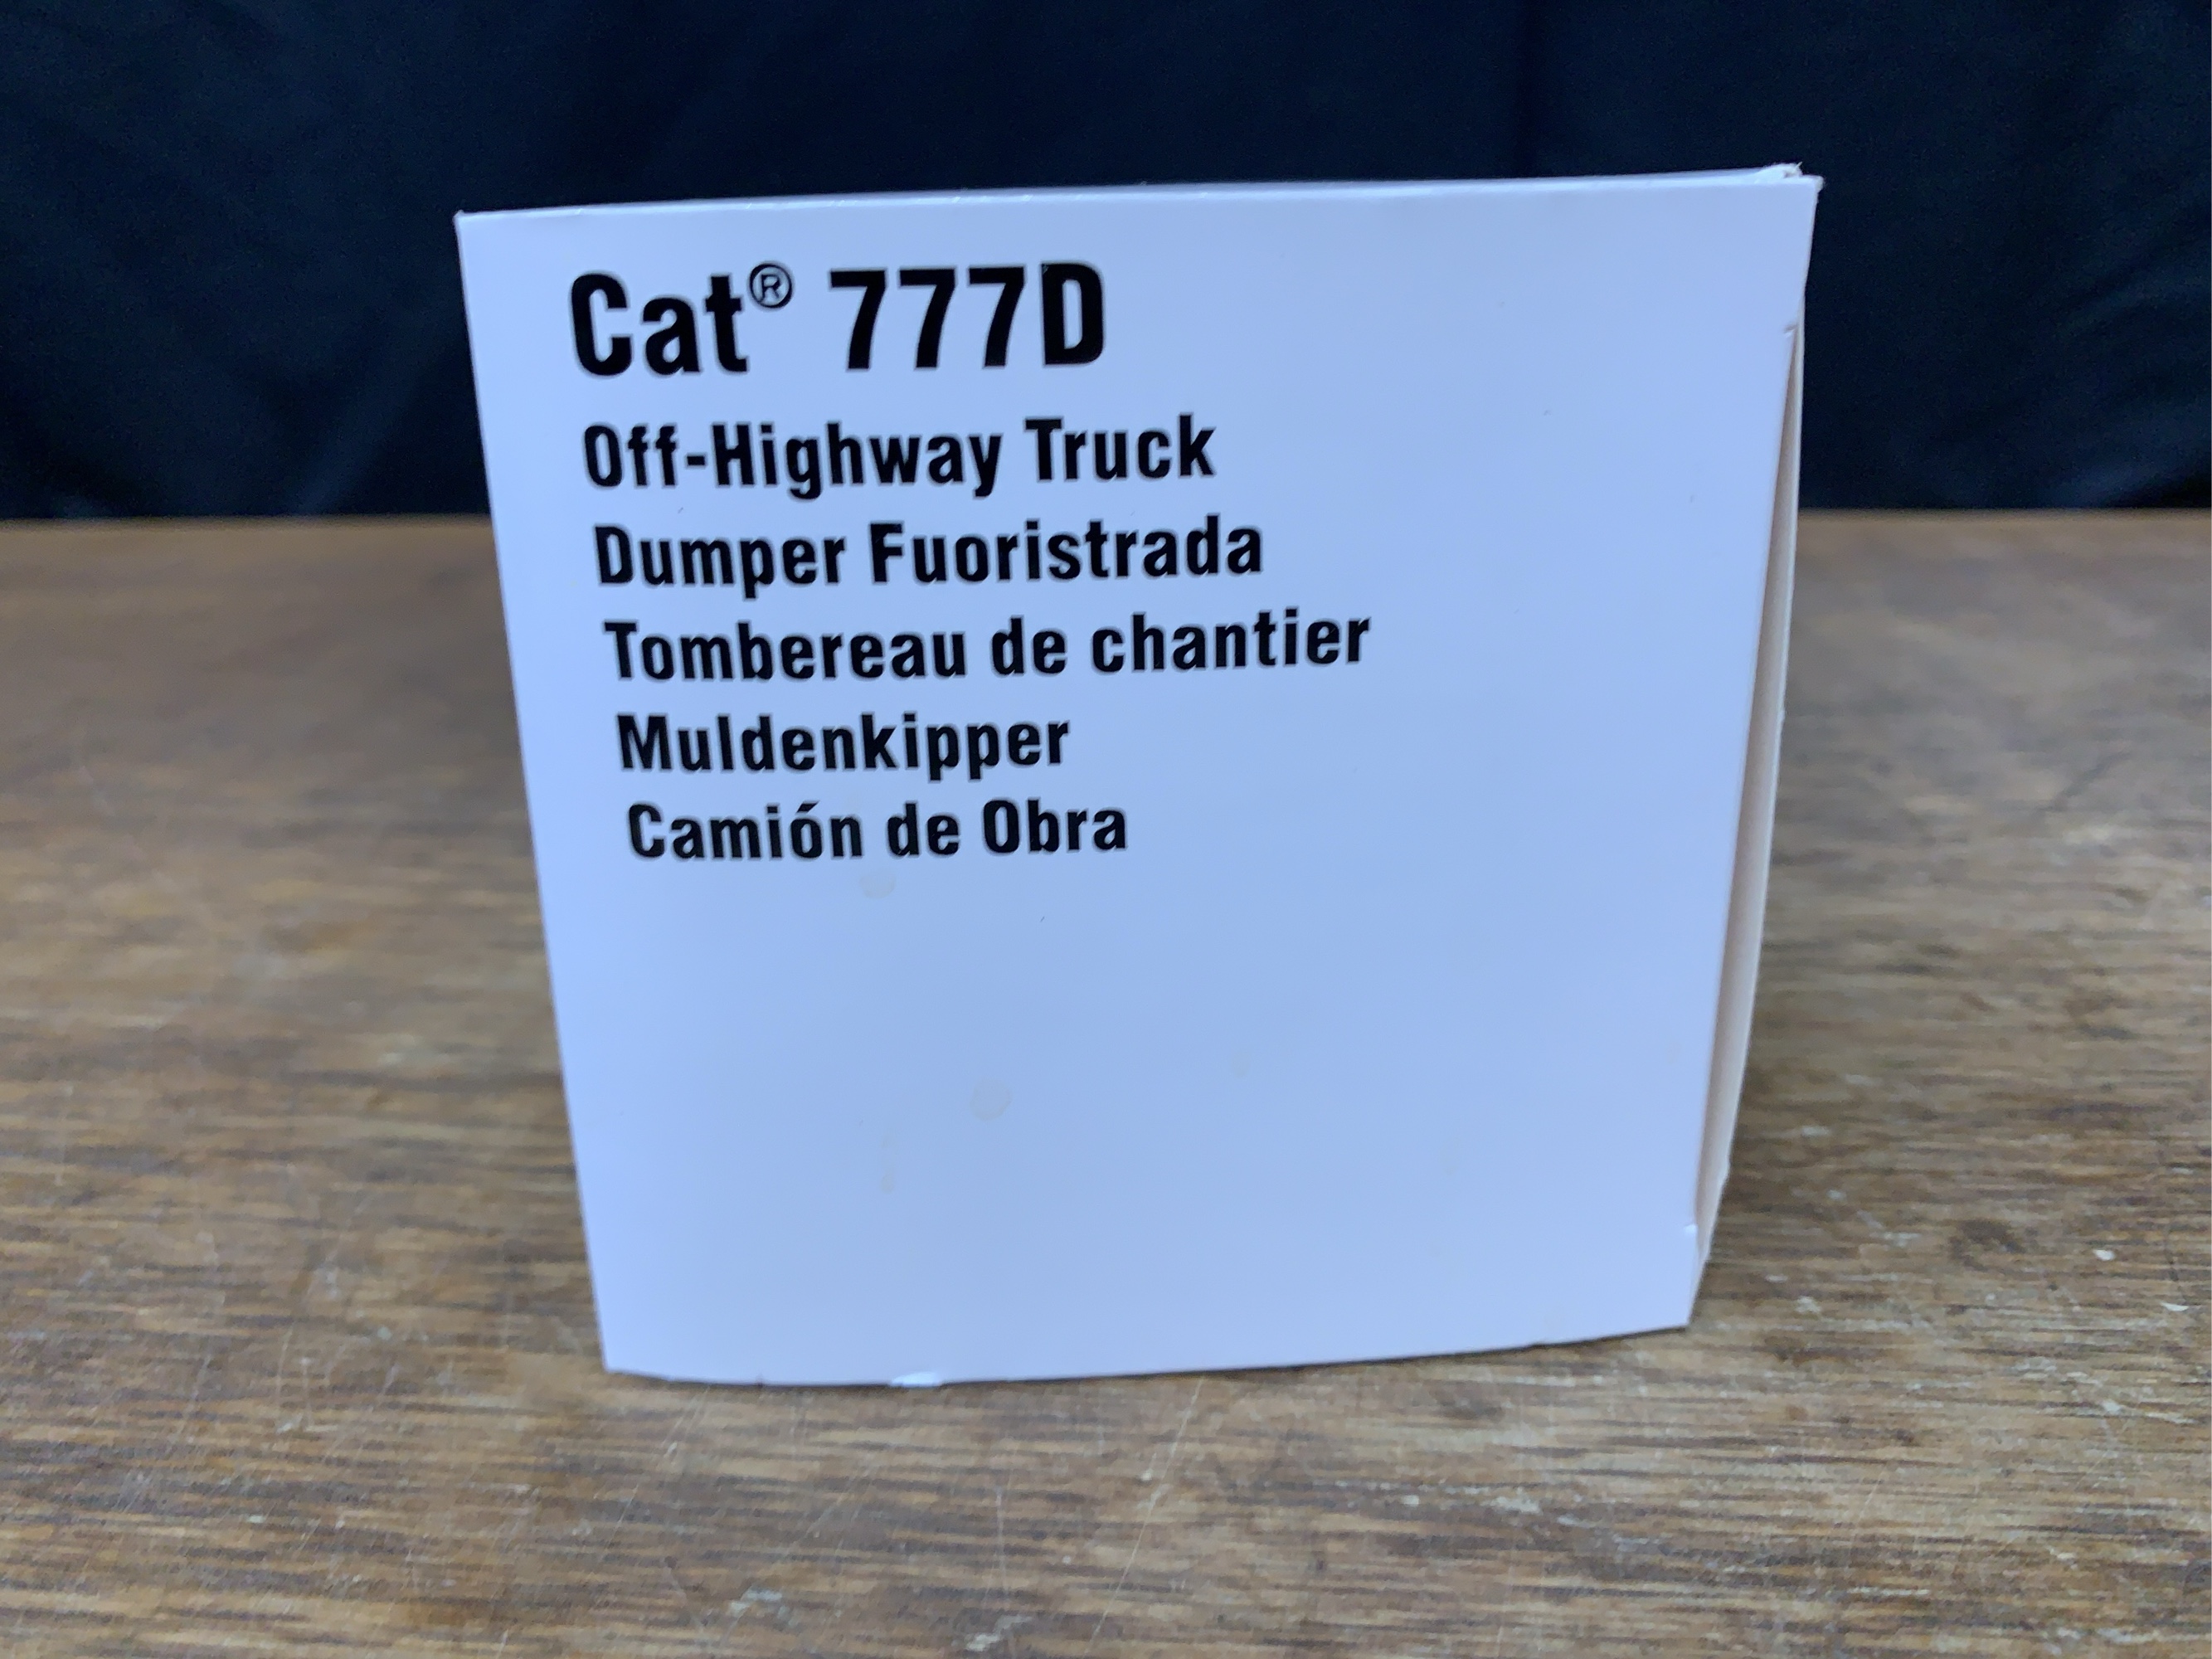 Cat® 777D
Off-Highway Truck
Dumper Fuoristrada
Tombereau de chantier
Muldenkipper
Camión de Obra